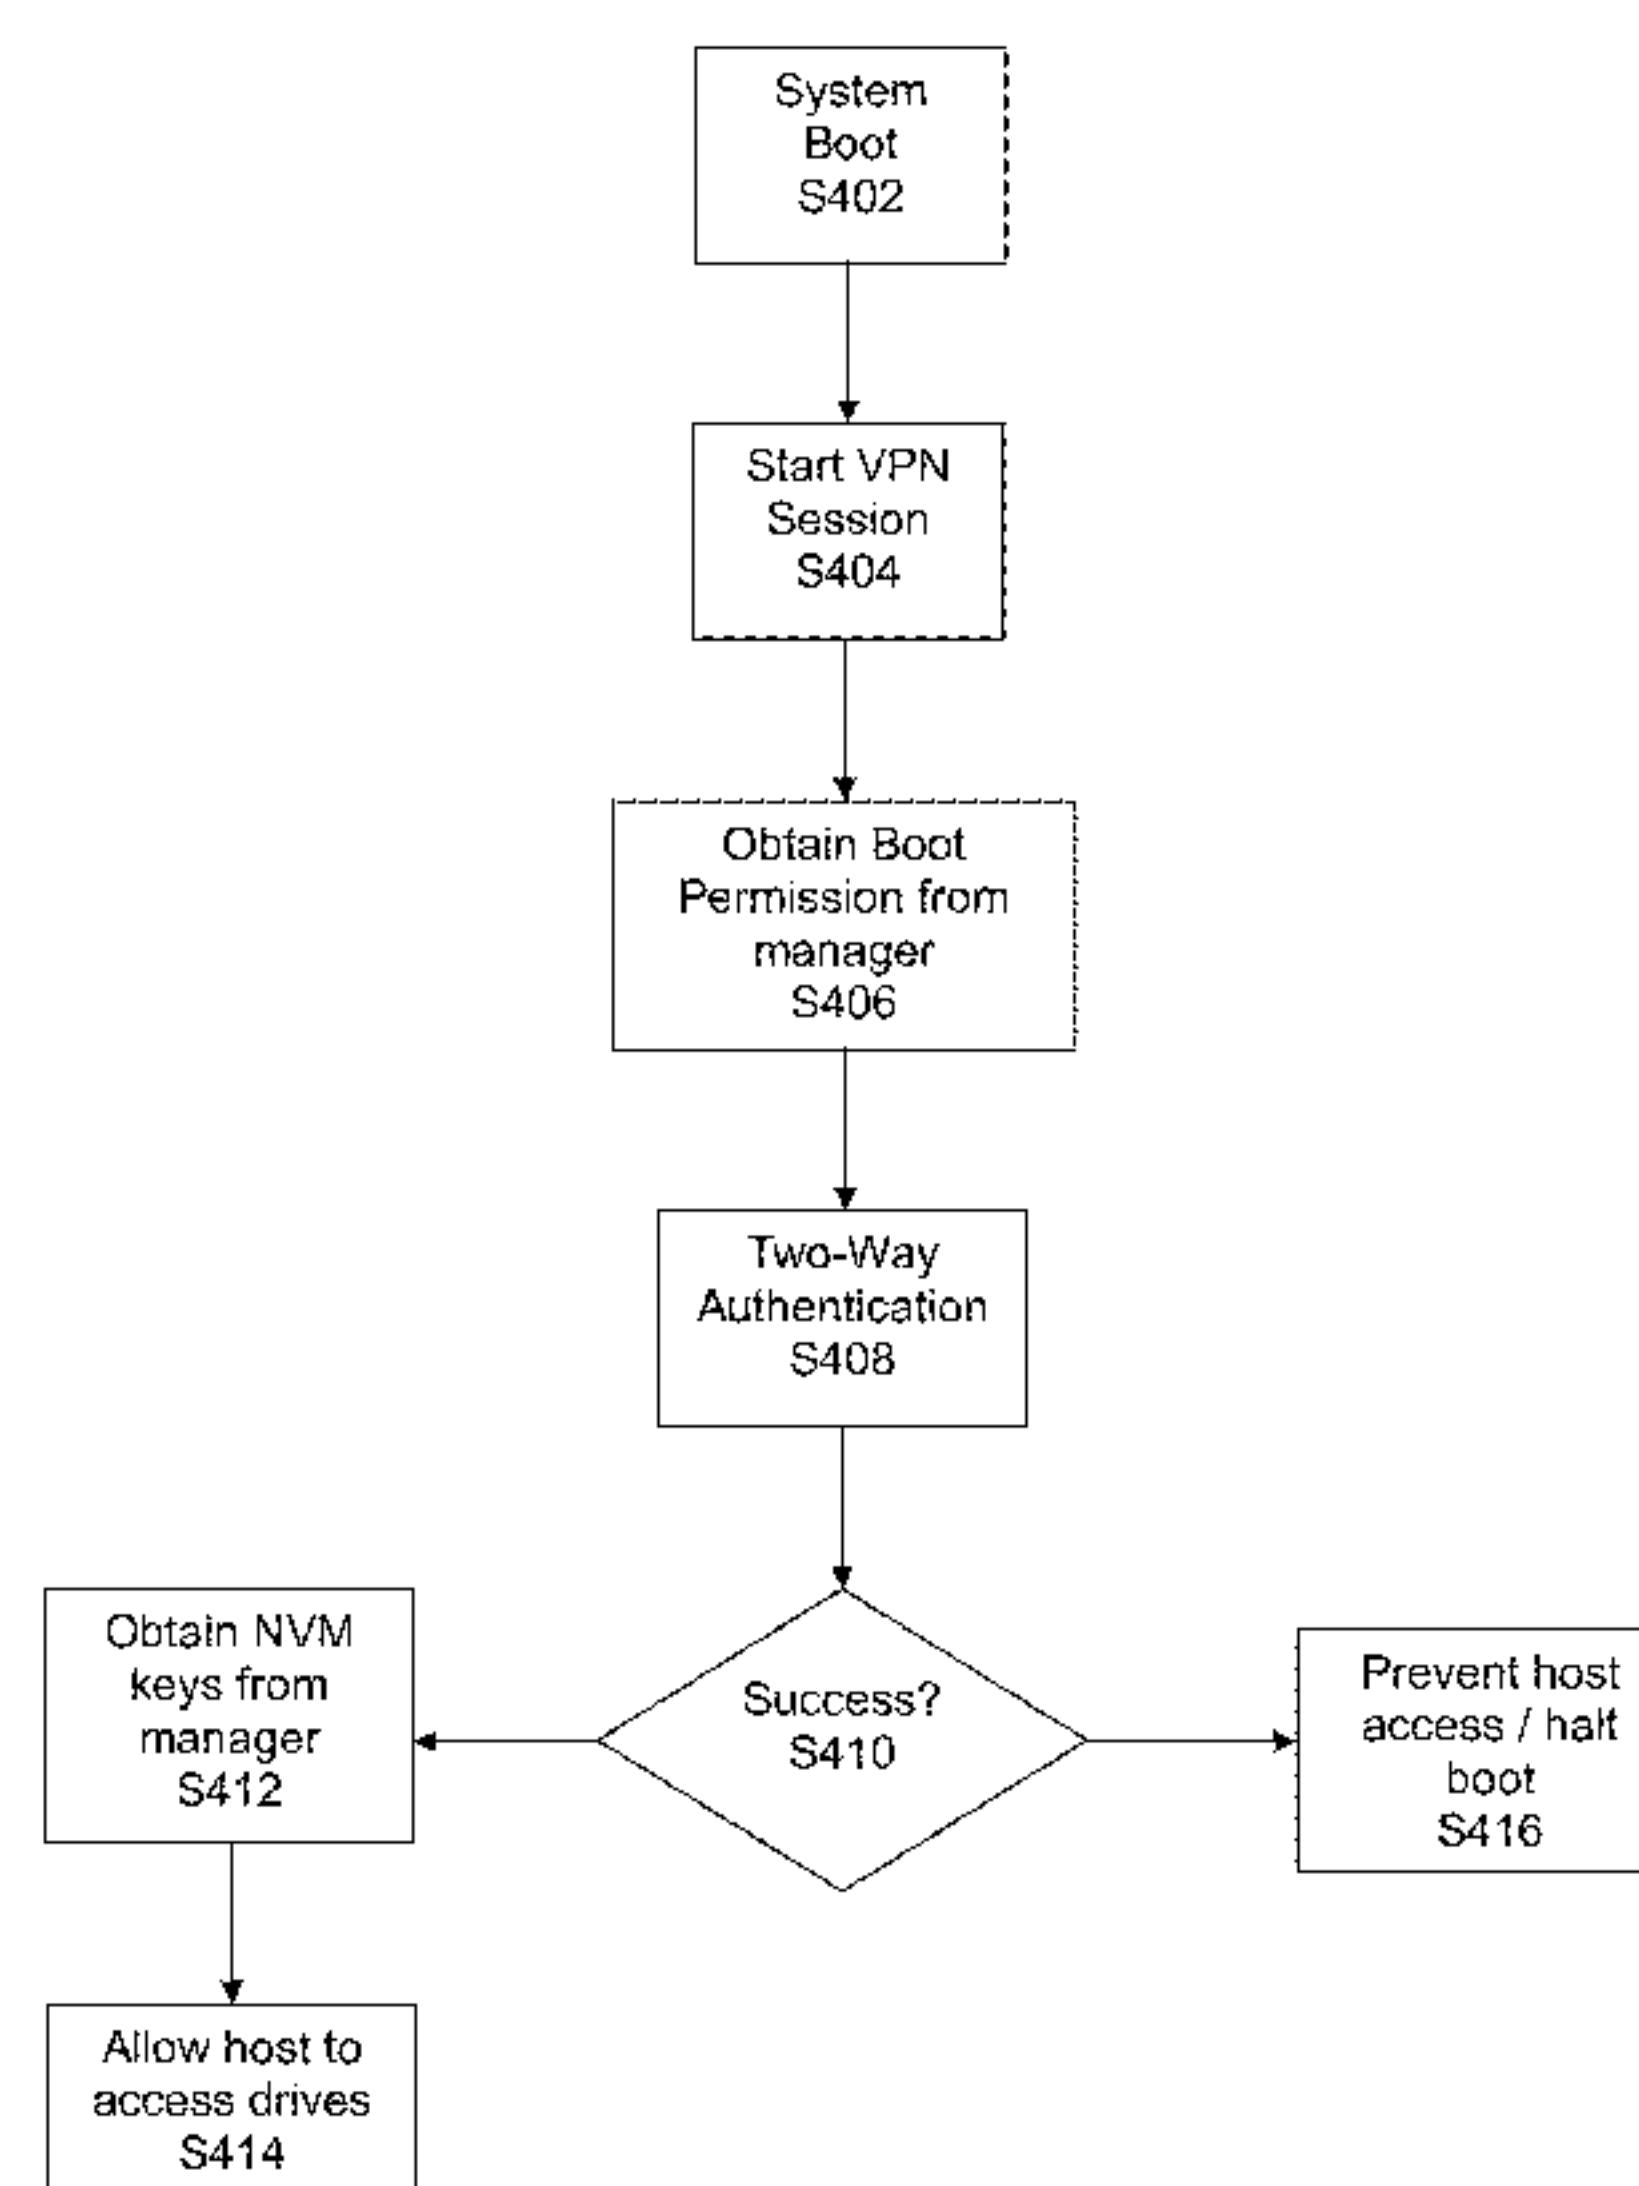 System
Boot
S402
Start VPN
Session
S404
Obtain Boot
Permission from
manager
S406
Two-Way
Authentication
S408
Success?
S410
Obtain NVM
keys from
manager
S412
Prevent host
access / halt
boot
S416
Allow host to
access drives
S414